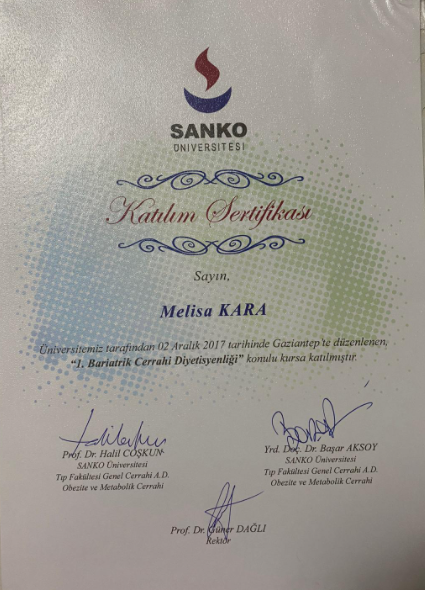 SANKO
ÜNİVERSİTESİ
Katılım Sertifikası
Sayın,
Melisa KARA
Üniversitemiz tarafından 02 Aralık 2017 tarihinde Gaziantep'te düzenlenen,
"1. Bariatrik Cerrahi Diyetisyenliği" konulu kursa katılmıştır.
Prof. Dr. Halil COŞKUN
SANKO Üniversitesi
Tıp Fakültesi Genel Cerrahi A.D.
Obezite ve Metabolik Cerrahi
Yrd. Doç. Dr. Başar AKSOY
SANKO Üniversitesi
Tıp Fakültesi Genel Cerrahi A.D.
Obezite ve Metabolik Cerrahi
Prof. Dr. Güner DAĞLI
Rektör